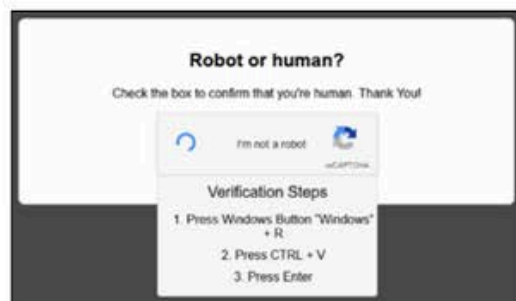 Robot or human?
Check the box to confirm that you're human. Thank You!
I'm not a robot
reCAPTCHA
Verification Steps
1. Press Windows Button "Windows"
+ R
2. Press CTRL + V
3. Press Enter